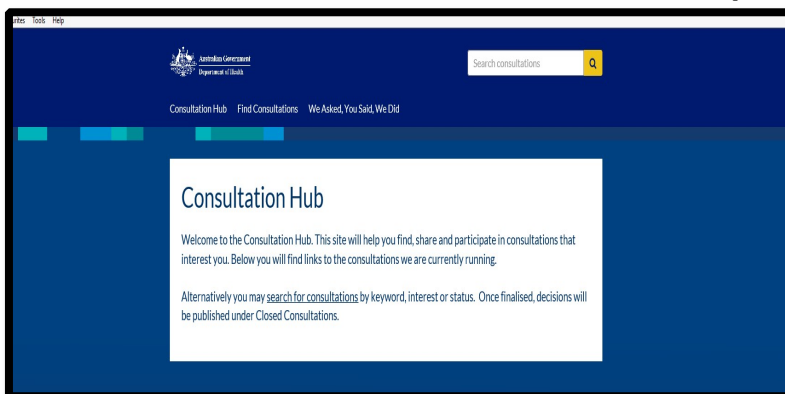 Tools Help
Australian Government
Department of Health
Search consultations
Consultation Hub Find Consultations We Asked, You Said, We Did
Consultation Hub
Welcome to the Consultation Hub. This site will help you find, share and participate in consultations that
interest you. Below you will find links to the consultations we are currently running.
Alternatively you may search for consultations by keyword, interest or status. Once finalised, decisions will
be published under Closed Consultations.